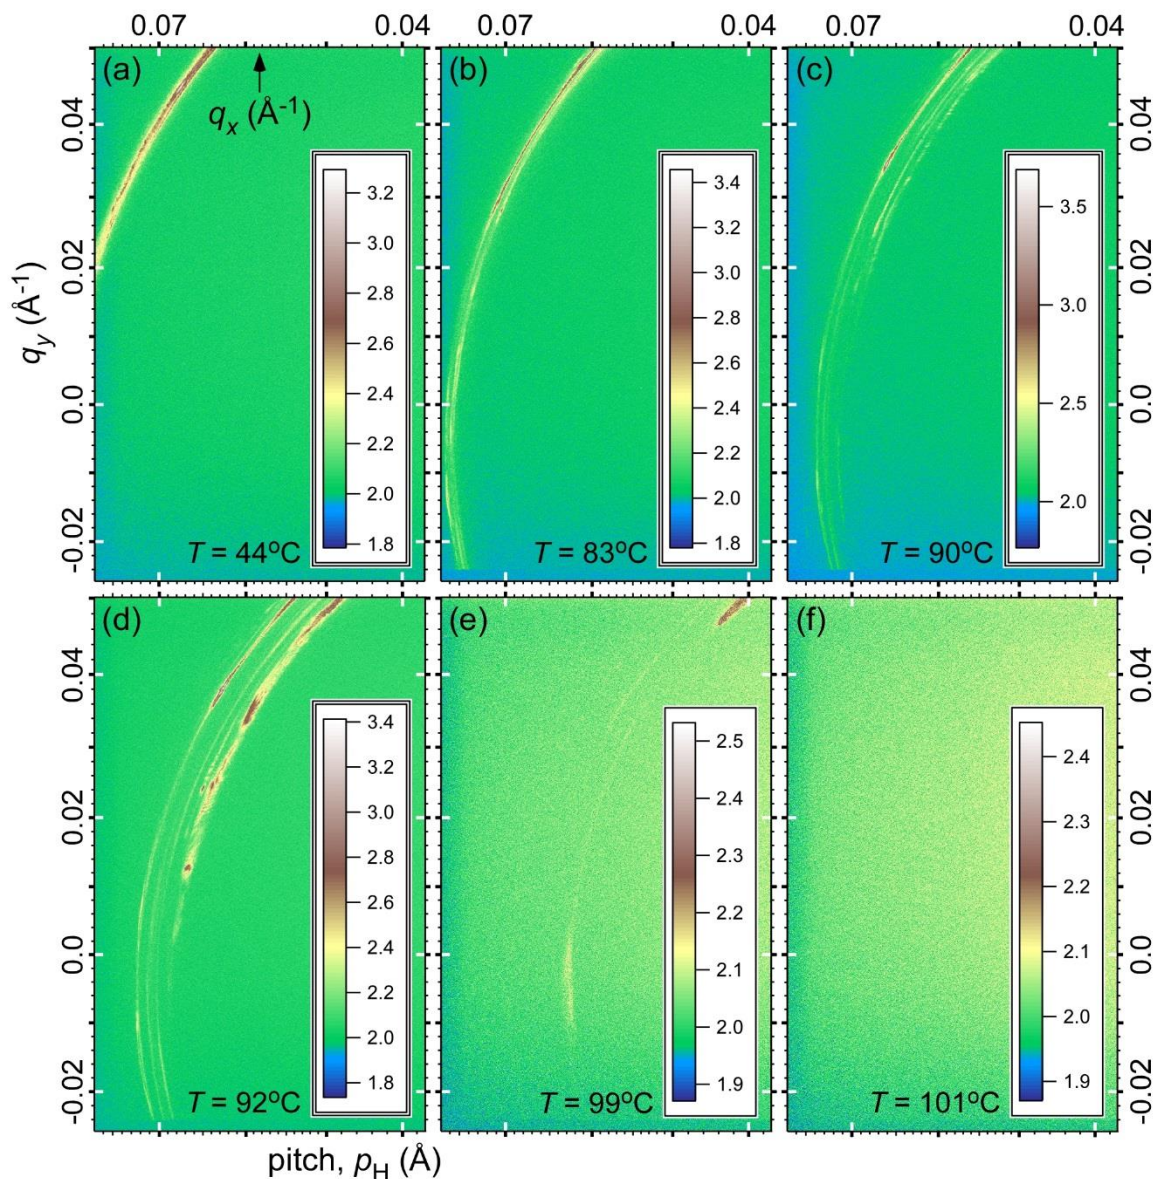 0.07 0.04 0.07 0.04 0.07 0.04
(a) (b) (c)
qx (Å-1)
0.04 0.04
3.2 3.4 3.5
3.0 3.2
2.8 3.0 3.0
0.02 0.02
2.6 2.8
qy (Å-1)
2.4 2.6 2.5
0.0 0.0
2.2 2.4
2.0 2.2 2.0
1.8 2.0
1.8
-0.02 -0.02
T = 44oC T = 83oC T = 90oC
(d) (e) (f)
0.04 0.04
3.4 2.5 2.4
3.2 2.4
3.0 2.3 2.3
0.02 0.02
2.8
2.6 2.2 2.2
2.4
0.0 2.1 2.1 0.0
2.2
2.0 2.0 2.0
1.8 1.9 1.9
-0.02 -0.02
T = 92oC T = 99oC T = 101oC
pitch, pH (Å)